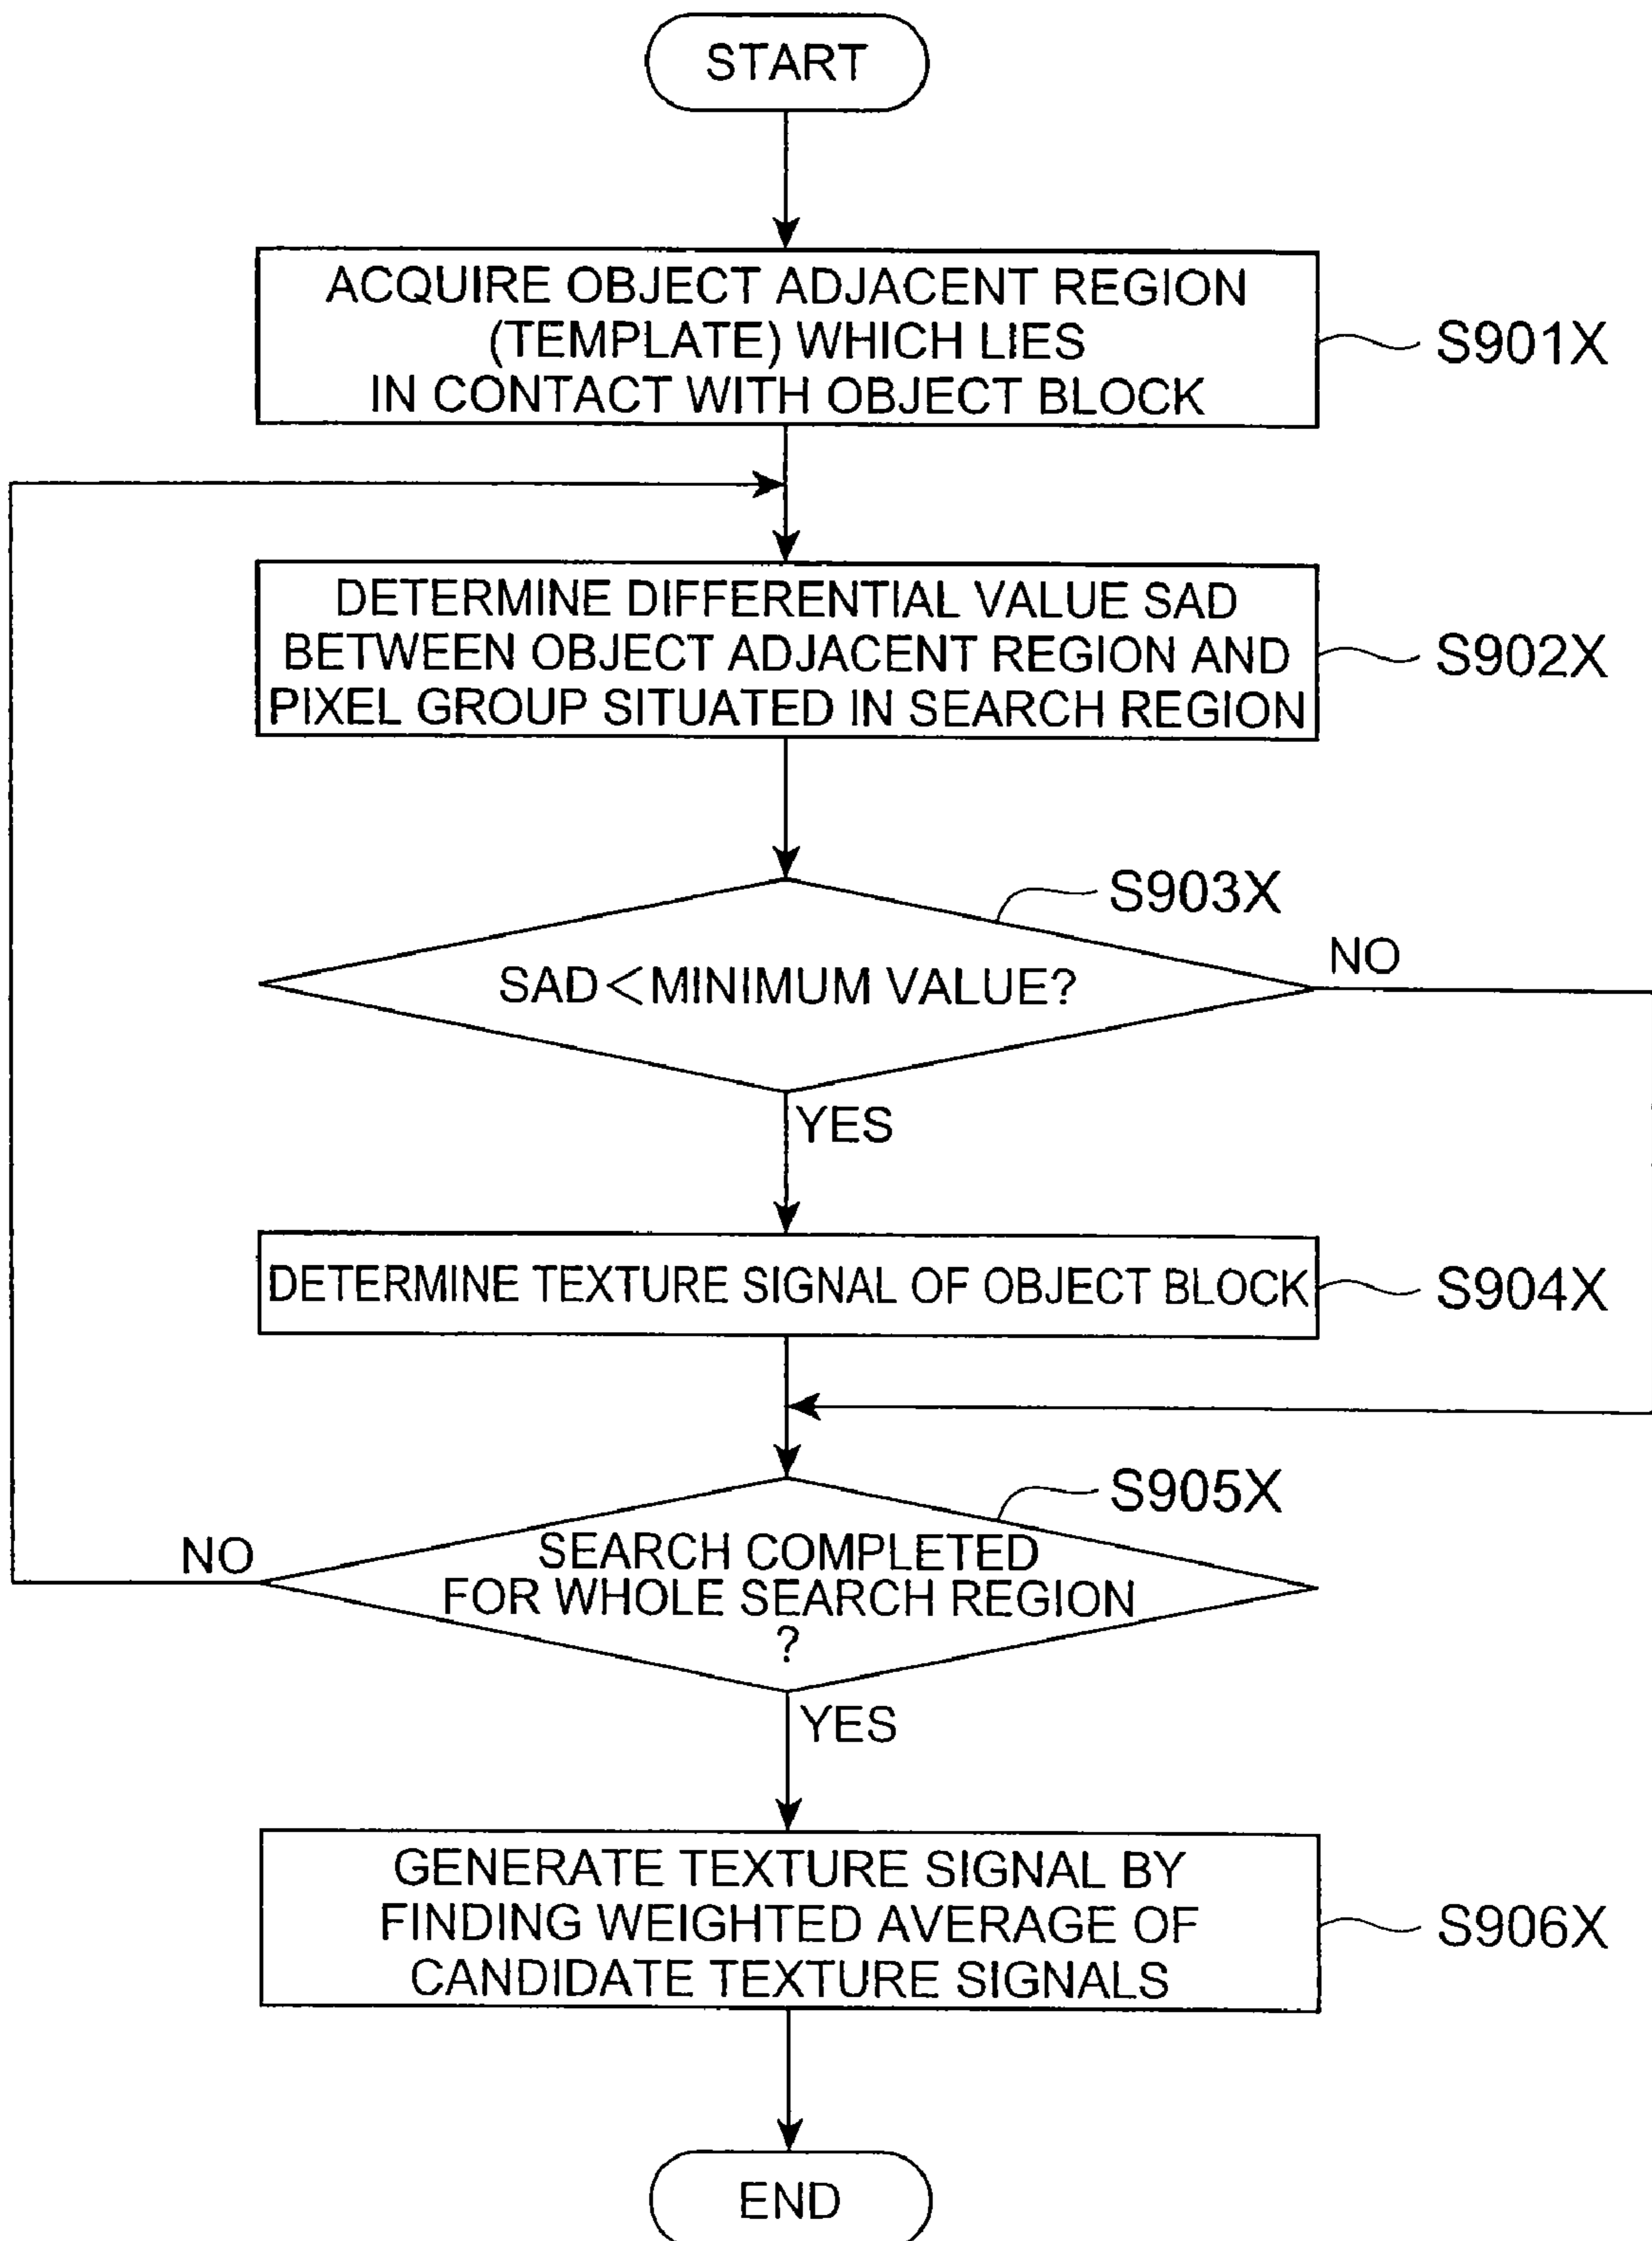 START
ACQUIRE OBJECT ADJACENT REGION
(TEMPLATE) WHICH LIES
IN CONTACT WITH OBJECT BLOCK
S901X
DETERMINE DIFFERENTIAL VALUE SAD
BETWEEN OBJECT ADJACENT REGION AND
PIXEL GROUP SITUATED IN SEARCH REGION
S902X
S903X
SAD<MINIMUM VALUE?
NO
YES
DETERMINE TEXTURE SIGNAL OF OBJECT BLOCK
S904X
S905X
SEARCH COMPLETED
FOR WHOLE SEARCH REGION
?
NO
YES
GENERATE TEXTURE SIGNAL BY
FINDING WEIGHTED AVERAGE OF
CANDIDATE TEXTURE SIGNALS
S906X
END